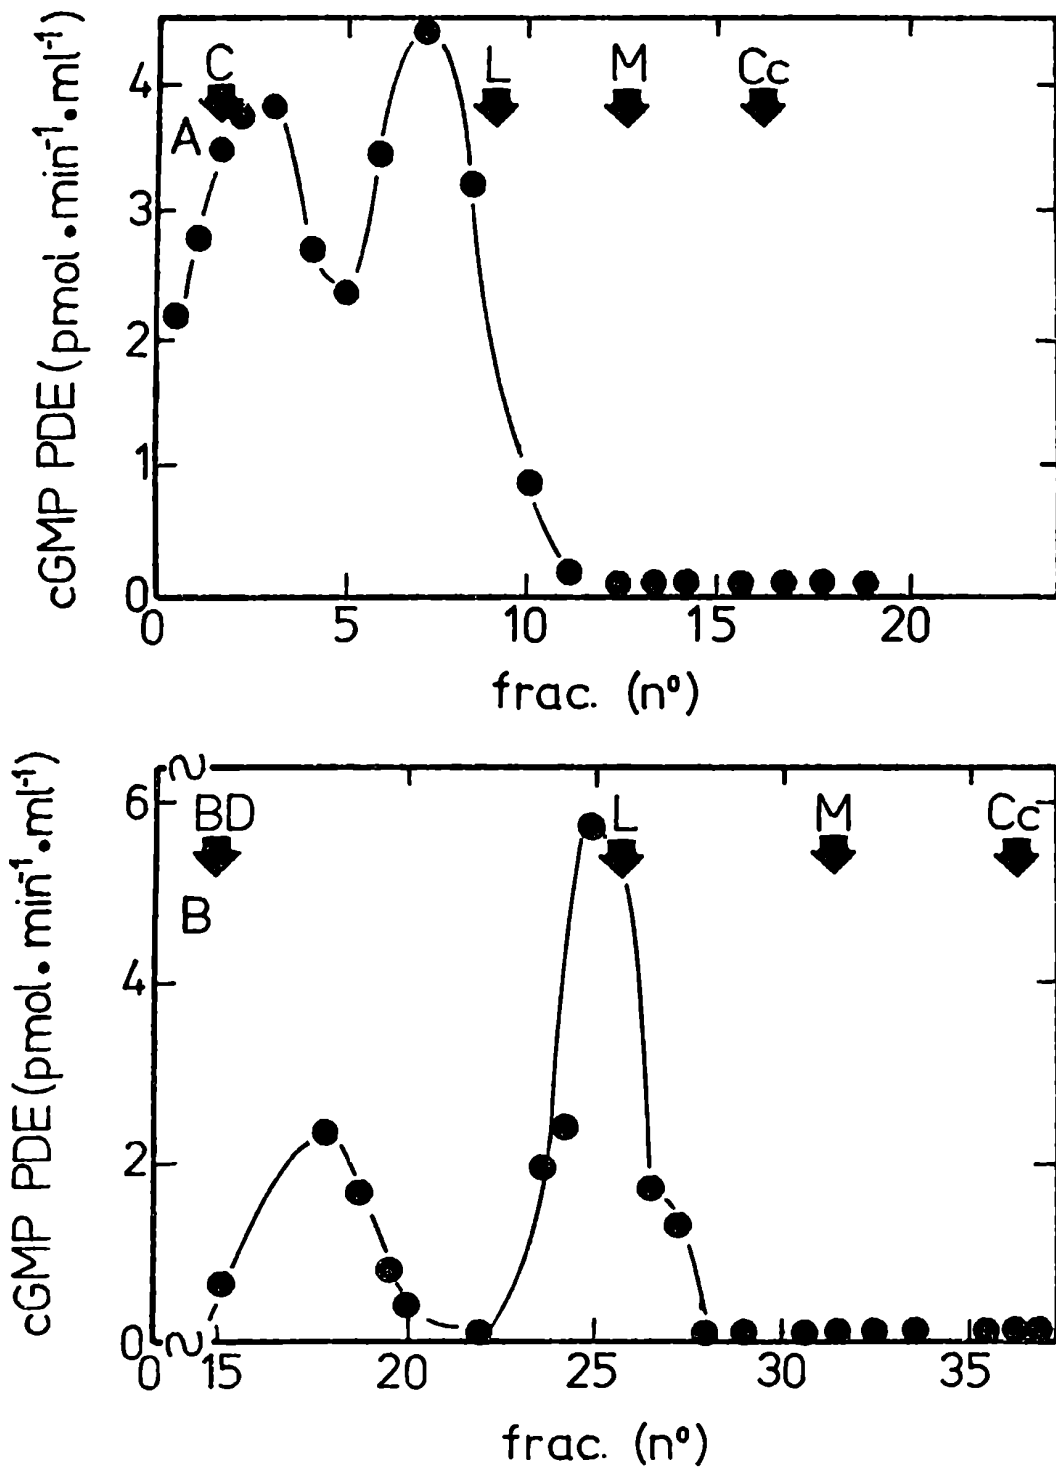 C L M Cc
A
cGMP PDE (pmol • min⁻¹ • ml⁻¹)
4
3
2
1
0
0 5 10 15 20
frac. (nº)
BD L M Cc
B
cGMP PDE (pmol • min⁻¹ • ml⁻¹)
6
4
2
0
0 15 20 25 30 35
frac. (nº)